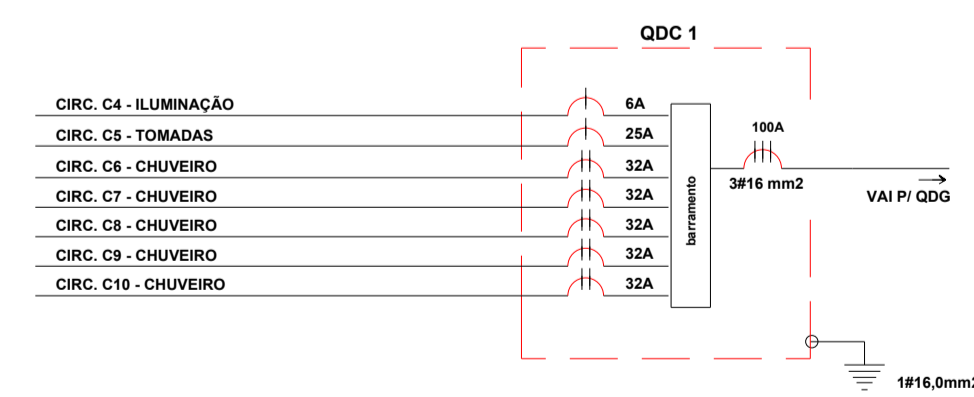 QDC 1
CIRC. C4 - ILUMINAÇÃO 6A
CIRC. C5 - TOMADAS 25A
CIRC. C6 - CHUVEIRO 32A
CIRC. C7 - CHUVEIRO 32A
CIRC. C8 - CHUVEIRO 32A
CIRC. C9 - CHUVEIRO 32A
CIRC. C10 - CHUVEIRO 32A
barramento
100A
3#16 mm2
VAI P/ QDG
1#16,0mm2